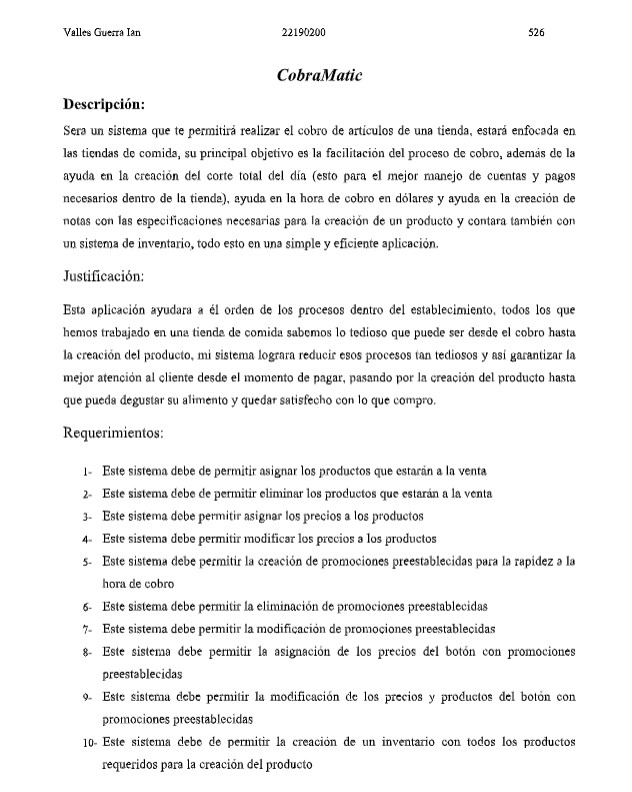 Valles Guerra Ian 22190200 526
CobraMatic
Descripción:
Sera un sistema que te permitirá realizar el cobro de artículos de una tienda, estará enfocada en
las tiendas de comida, su principal objetivo es la facilitación del proceso de cobro, además de la
ayuda en la creación del corte total del día (esto para el mejor manejo de cuentas y pagos
necesarios dentro de la tienda), ayuda en la hora de cobro en dólares y ayuda en la creación de
notas con las especificaciones necesarias para la creación de un producto y contara también con
un sistema de inventario, todo esto en una simple y eficiente aplicación.
Justificación:
Esta aplicación ayudara a él orden de los procesos dentro del establecimiento, todos los que
hemos trabajado en una tienda de comida sabemos lo tedioso que puede ser desde el cobro hasta
la creación del producto, mi sistema lograra reducir esos procesos tan tediosos y así garantizar la
mejor atención al cliente desde el momento de pagar, pasando por la creación del producto hasta
que pueda degustar su alimento y quedar satisfecho con lo que compro.
Requerimientos:
1- Este sistema debe de permitir asignar los productos que estarán a la venta
2- Este sistema debe de permitir eliminar los productos que estarán a la venta
3- Este sistema debe permitir asignar los precios a los productos
4- Este sistema debe permitir modificar los precios a los productos
5- Este sistema debe permitir la creación de promociones preestablecidas para la rapidez a la
hora de cobro
6- Este sistema debe permitir la eliminación de promociones preestablecidas
7- Este sistema debe permitir la modificación de promociones preestablecidas
8- Este sistema debe permitir la asignación de los precios del botón con promociones
preestablecidas
9- Este sistema debe permitir la modificación de los precios y productos del botón con
promociones preestablecidas
10- Este sistema debe de permitir la creación de un inventario con todos los productos
requeridos para la creación del producto